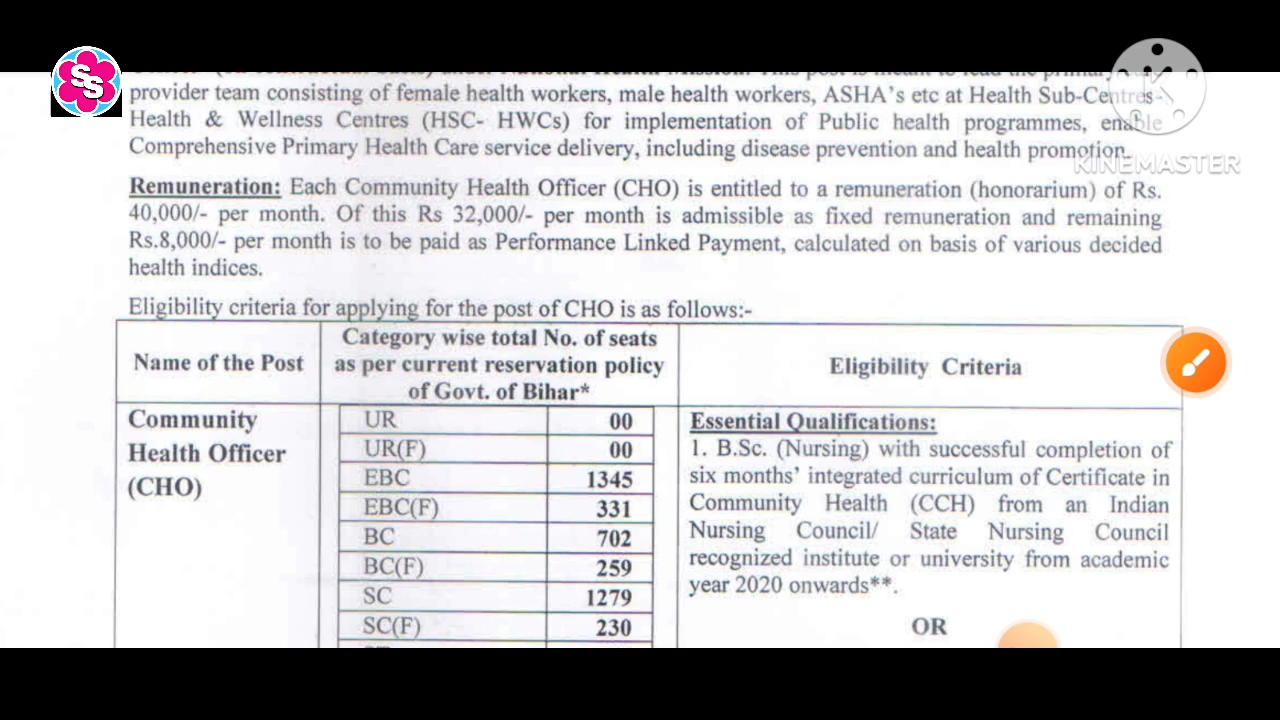 SS
provider team consisting of female health workers, male health workers, ASHA's etc at Health Sub-Centres-
Health & Wellness Centres (HSC- HWCs) for implementation of Public health programmes, enable
Comprehensive Primary Health Care service delivery, including disease prevention and health promotion.
KINEMASTER
Remuneration: Each Community Health Officer (CHO) is entitled to a remuneration (honorarium) of Rs.
40,000/- per month. Of this Rs 32,000/- per month is admissible as fixed remuneration and remaining
Rs.8,000/- per month is to be paid as Performance Linked Payment, calculated on basis of various decided
health indices.
Eligibility criteria for applying for the post of CHO is as follows:-
Name of the Post
Category wise total No. of seats
as per current reservation policy
of Govt. of Bihar*
Eligibility Criteria
Community
Health Officer
(CHO)
UR 00
UR(F) 00
EBC 1345
EBC(F) 331
BC 702
BC(F) 259
SC 1279
SC(F) 230
Essential Qualifications:
1. B.Sc. (Nursing) with successful completion of
six months' integrated curriculum of Certificate in
Community Health (CCH) from an Indian
Nursing Council/ State Nursing Council
recognized institute or university from academic
year 2020 onwards**.
OR